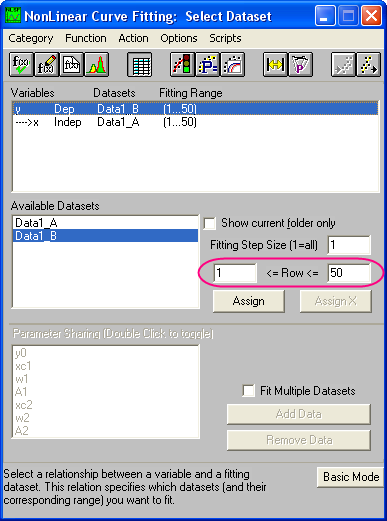 NonLinear Curve Fitting: Select Dataset
Category Function Action Options Scripts
Variables Datasets Fitting Range
y Dep Data1_B (1...50)
---->x Indep Data1_A (1...50)
Available Datasets
Data1_A
Data1_B
Show current folder only
Fitting Step Size (1=all) 1
1 <= Row <= 50
Assign Assign X
Parameter Sharing (Double Click to toggle)
y0
xc1
w1
A1
xc2
w2
A2
Fit Multiple Datasets
Add Data
Remove Data
Select a relationship between a variable and a fitting
dataset. This relation specifies which datasets (and their
corresponding range) you want to fit.
Basic Mode